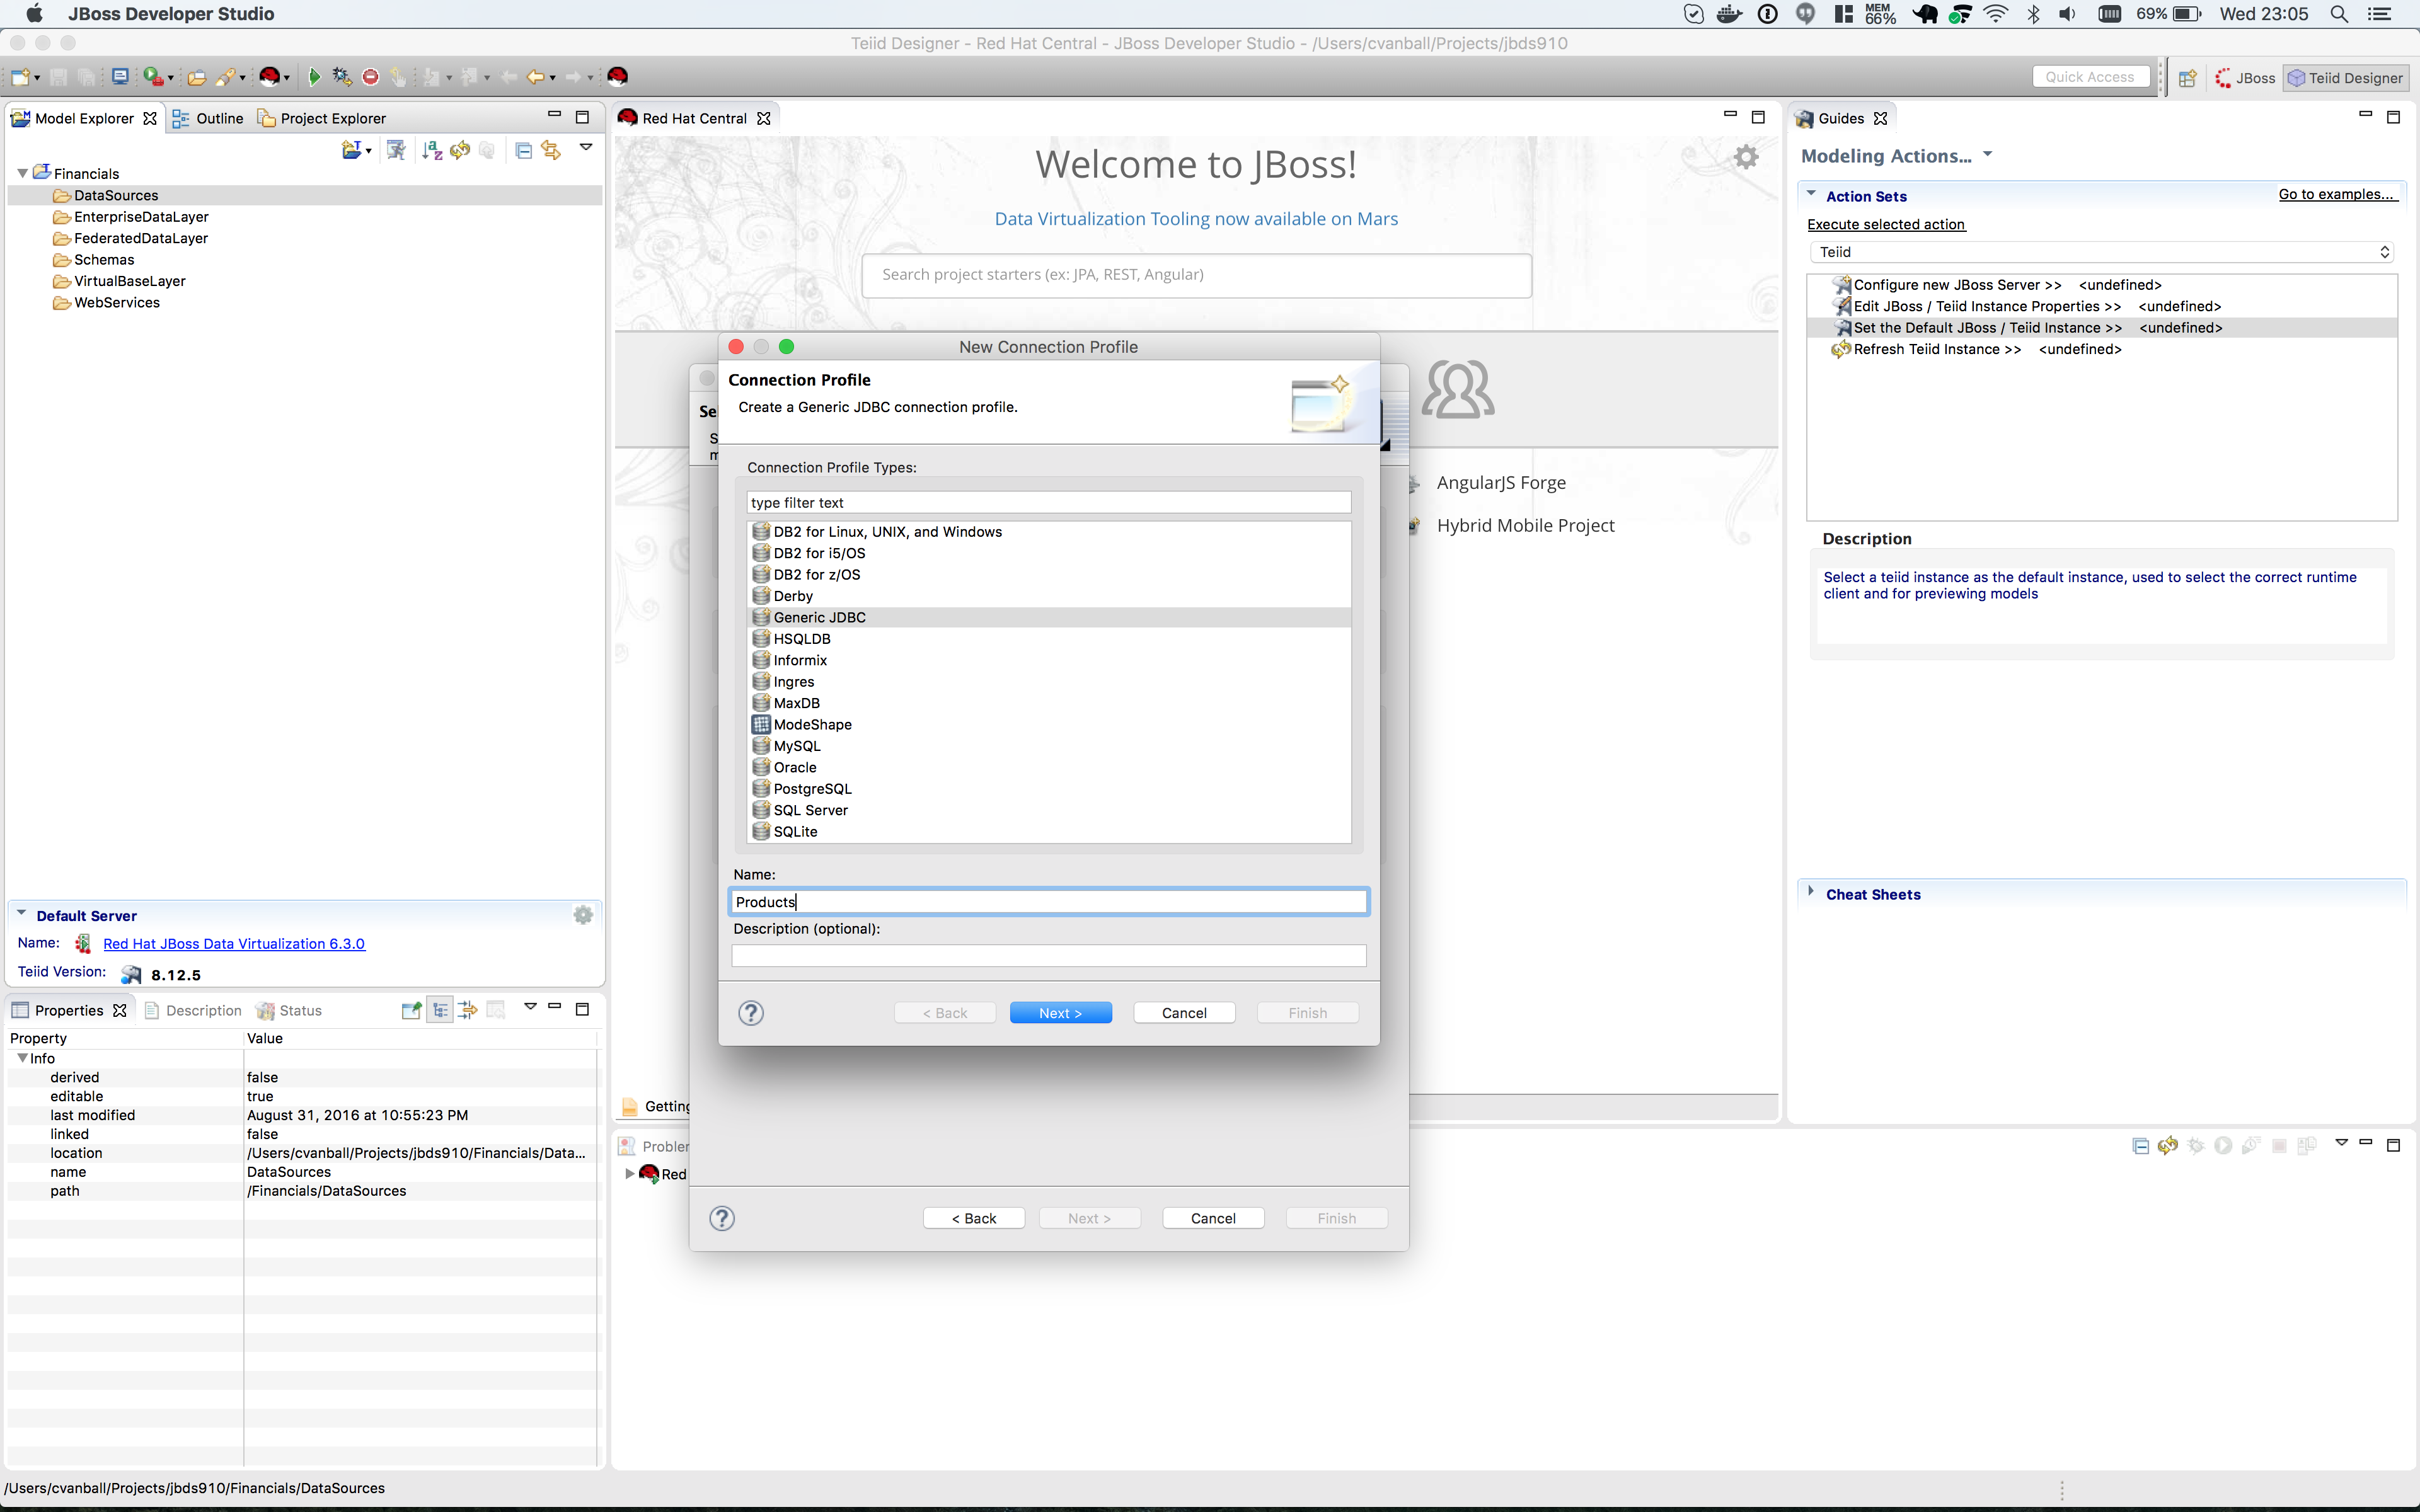 JBoss Developer Studio
MEM 66%
69%
Wed 23:05
Teiid Designer - Red Hat Central - JBoss Developer Studio - /Users/cvanball/Projects/jbds910
Quick Access
JBoss
Teiid Designer
Model Explorer
Outline
Project Explorer
Financials
DataSources
EnterpriseDataLayer
FederatedDataLayer
Schemas
VirtualBaseLayer
WebServices
Default Server
Name: Red Hat JBoss Data Virtualization 6.3.0
Teiid Version: 8.12.5
Properties
Description
Status
Property Value
Info
derived false
editable true
last modified August 31, 2016 at 10:55:23 PM
linked false
location /Users/cvanball/Projects/jbds910/Financials/Data...
name DataSources
path /Financials/DataSources
/Users/cvanball/Projects/jbds910/Financials/DataSources
Red Hat Central
Welcome to JBoss!
Data Virtualization Tooling now available on Mars
Search project starters (ex: JPA, REST, Angular)
AngularJS Forge
Hybrid Mobile Project
Getting
Problem
Red
Se
S
m
New Connection Profile
Connection Profile
Create a Generic JDBC connection profile.
Connection Profile Types:
type filter text
DB2 for Linux, UNIX, and Windows
DB2 for i5/OS
DB2 for z/OS
Derby
Generic JDBC
HSQLDB
Informix
Ingres
MaxDB
ModeShape
MySQL
Oracle
PostgreSQL
SQL Server
SQLite
Name:
Products
Description (optional):
< Back
Next >
Cancel
Finish
< Back
Next >
Cancel
Finish
Guides
Modeling Actions...
Action Sets
Go to examples...
Execute selected action
Teiid
Configure new JBoss Server >> <undefined>
Edit JBoss / Teiid Instance Properties >> <undefined>
Set the Default JBoss / Teiid Instance >> <undefined>
Refresh Teiid Instance >> <undefined>
Description
Select a teiid instance as the default instance, used to select the correct runtime
client and for previewing models
Cheat Sheets